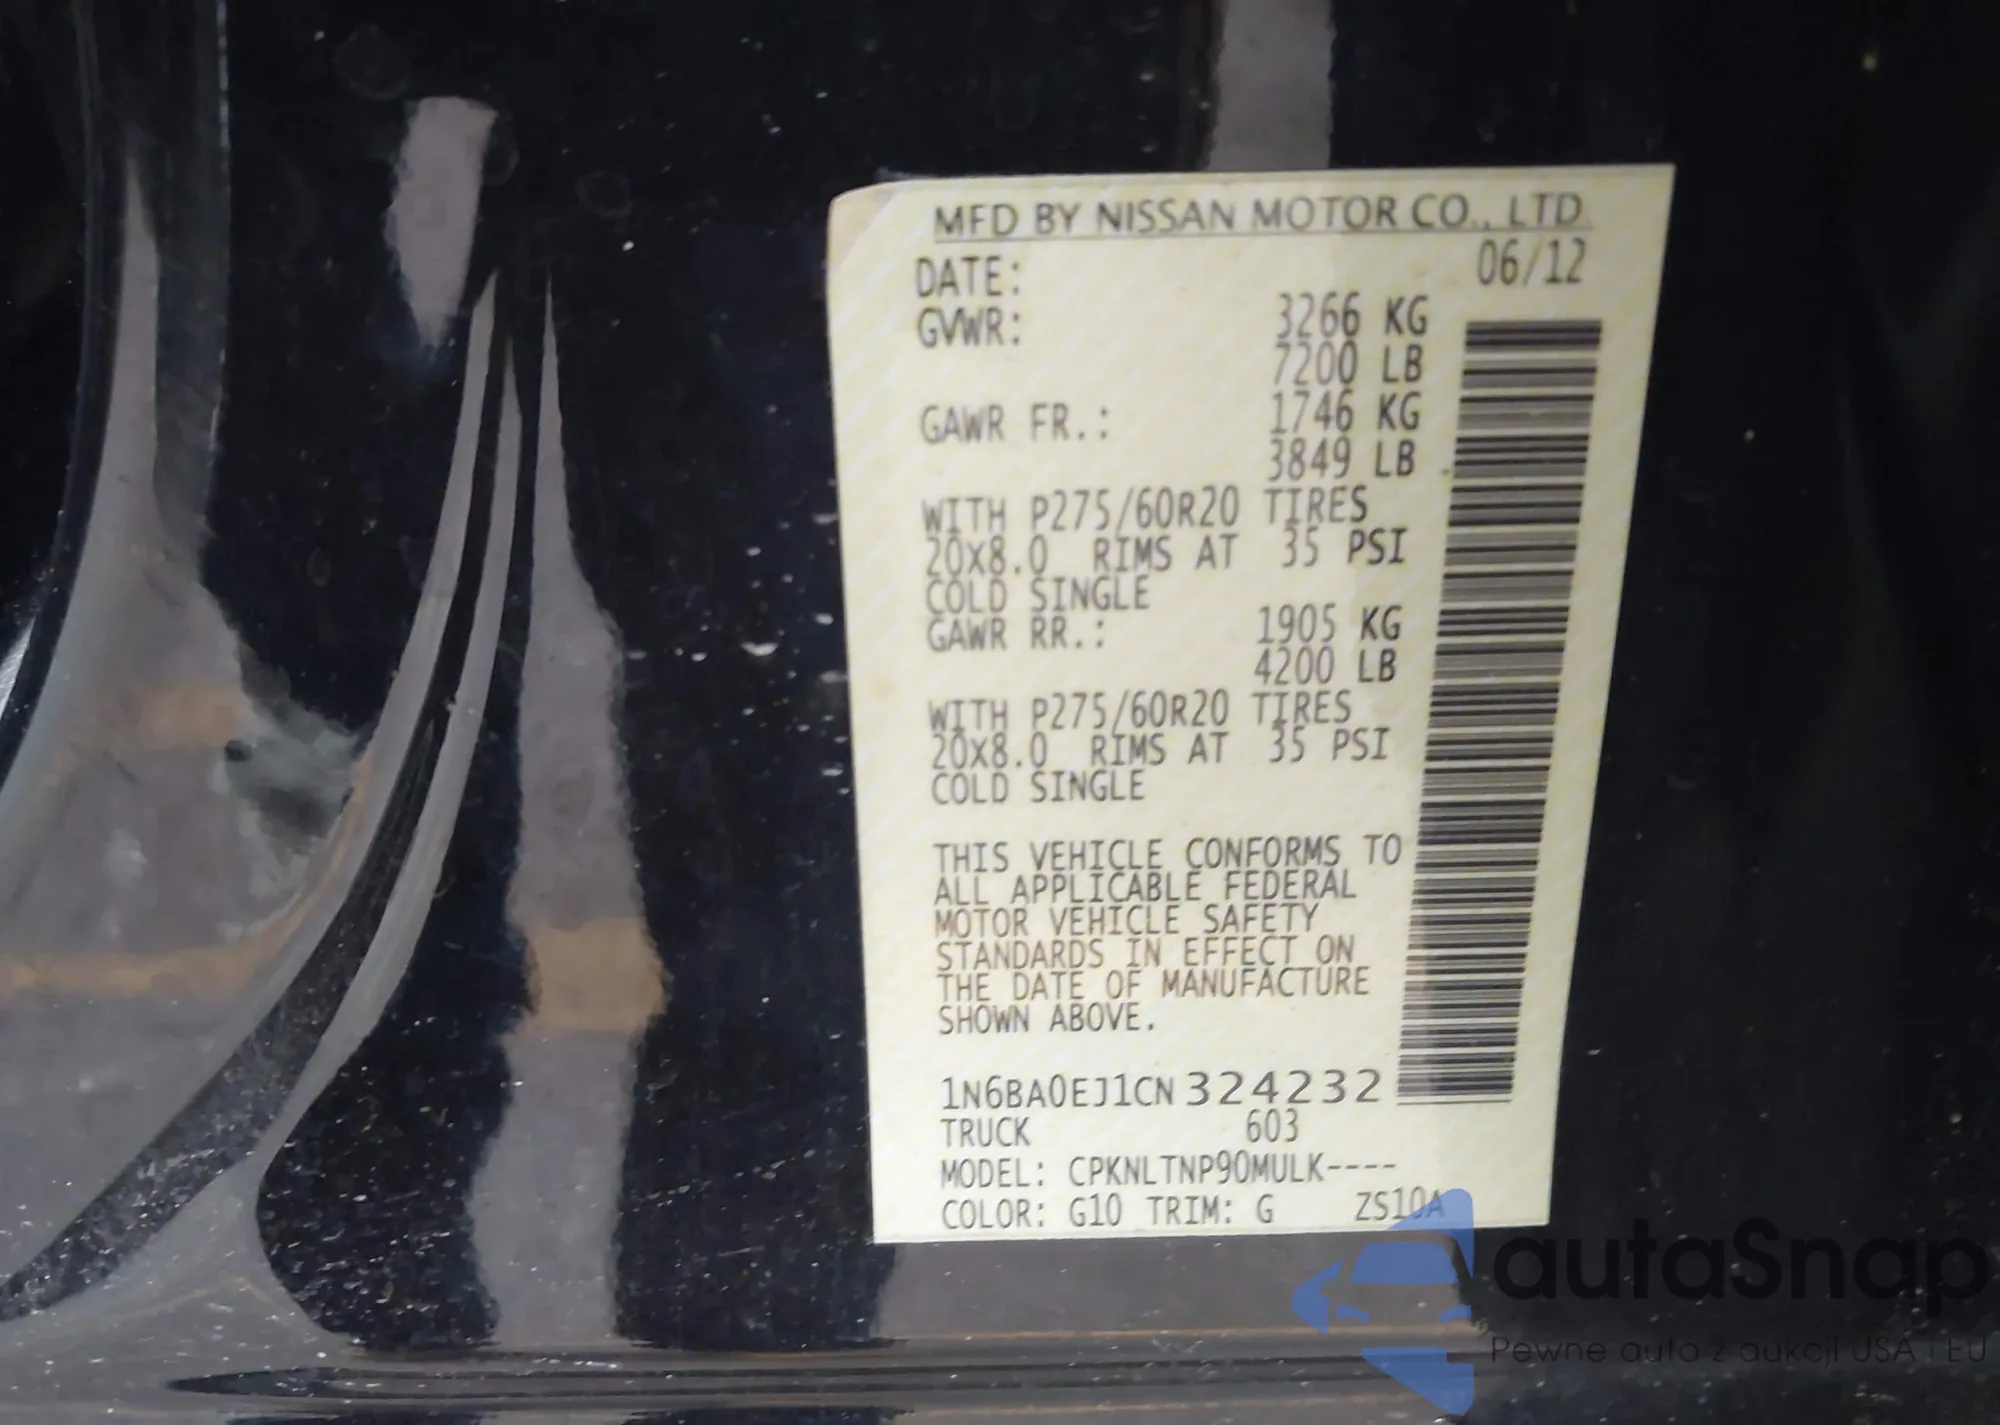 MFD BY NISSAN MOTOR CO., LTD.
DATE: 06/12
GVWR: 3266 KG
7200 LB
GAWR FR.: 1746 KG
3849 LB
WITH P275/60R20 TIRES
20X8.0 RIMS AT 35 PSI
COLD SINGLE
GAWR RR.: 1905 KG
4200 LB
WITH P275/60R20 TIRES
20X8.0 RIMS AT 35 PSI
COLD SINGLE
THIS VEHICLE CONFORMS TO
ALL APPLICABLE FEDERAL
MOTOR VEHICLE SAFETY
STANDARDS IN EFFECT ON
THE DATE OF MANUFACTURE
SHOWN ABOVE.
1N6BA0EJ1CN324232
TRUCK 603
MODEL: CPKNLTNP90MULK----
COLOR: G10 TRIM: G ZS10A
autaSnap
Pewne auta z aukcji USA i EU